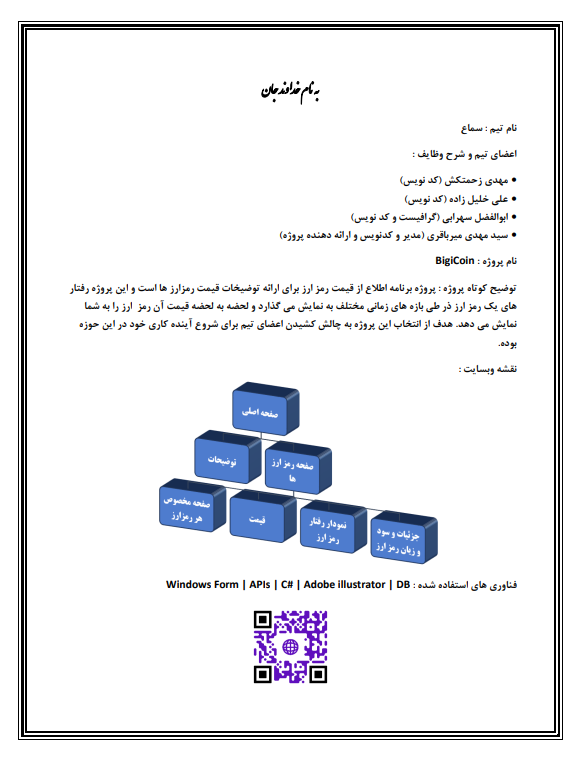 به نام خداوند جان
نام تیم : سماع
اعضای تیم و شرح وظایف :
● مهدی زحمتکش (کد نویس)
● علی خلیل زاده (کد نویس)
● ابوالفضل سهرابی (گرافیست و کد نویس)
● سید مهدی میرباقری (مدیر و کدنویس و ارائه دهنده پروژه)
نام پروژه : BigiCoin
توضیح کوتاه پروژه : پروژه برنامه اطلاع از قیمت رمز ارز برای ارائه توضیخات قیمت رمزارز ها است و این پروژه رفتار
های یک رمز ارز ذر طی بازه های زمانی مختلف به نمایش می گذارد و لحضه به لحضه قیمت آن رمز ارز را به شما
نمایش می دهد. هدف از انتخاب این پروژه به چالش کشیدن اعضای تیم برای شروع آینده کاری خود در این حوزه
بوده.
نقشه وبسایت :
صفحه اصلی
صفحه رمز ارز
ها
توضیحات
جزئیات و سود
و زیان رمز ارز
نمودار رفتار
رمز ارز
قیمت
صفحه مخصوص
هر رمزارز
فناوری های استفاده شده : Windows Form | APIs | C# | Adobe illustrator | DB